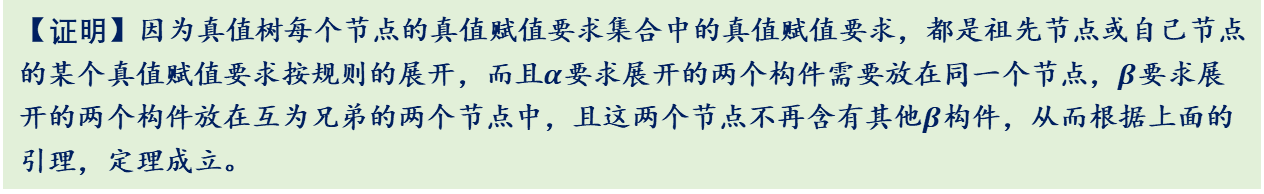 【证明】因为真值树每个节点的真值赋值要求集合中的真值赋值要求，都是祖先节点或自己节点
的某个真值赋值要求按规则的展开，而且α要求展开的两个构件需要放在同一个节点，β要求展
开的两个构件放在互为兄弟的两个节点中，且这两个节点不再含有其他β构件，从而根据上面的
引理，定理成立。